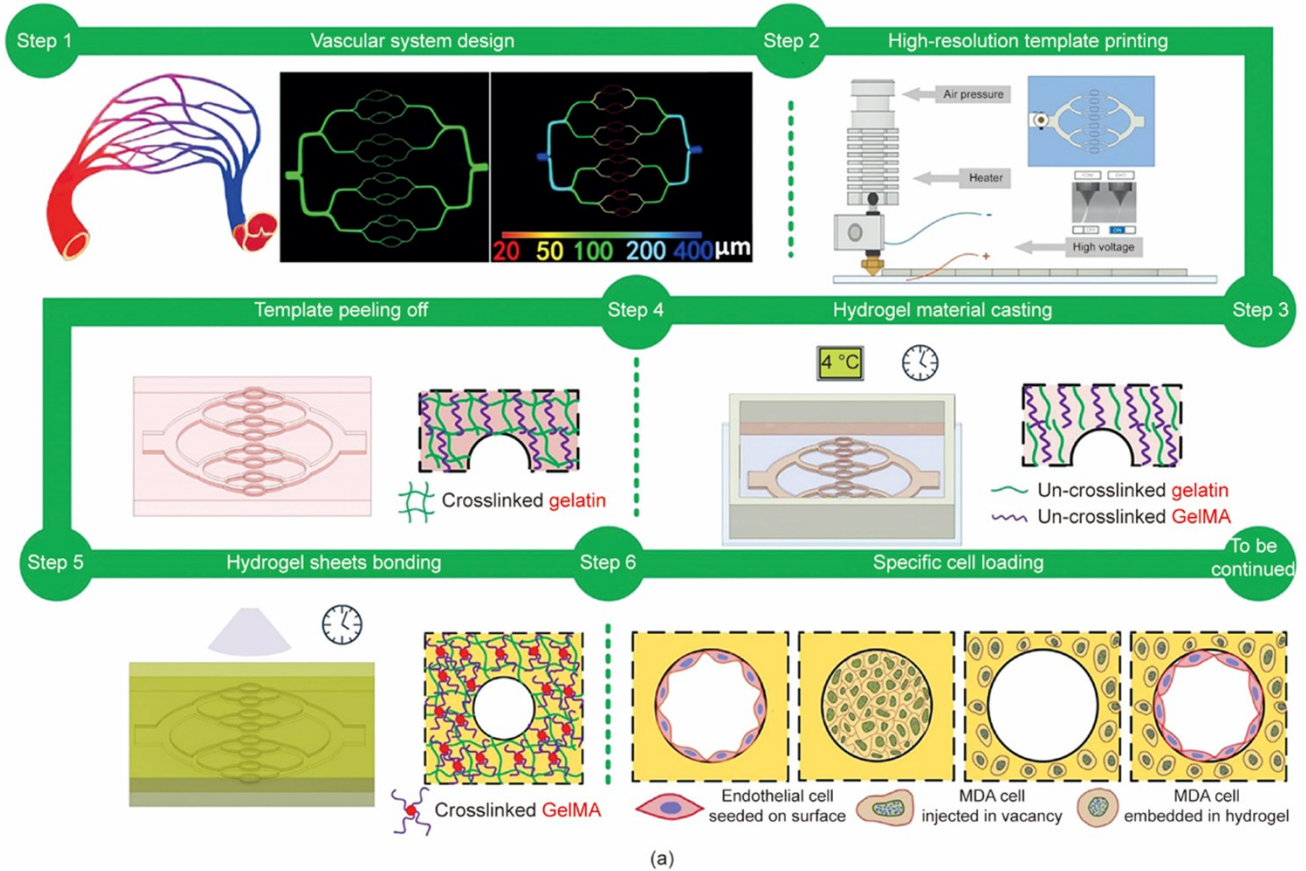 Step 1
Vascular system design
Step 2
High-resolution template printing
20 50 100 200 400 μm
Air pressure
Heater
High voltage
-
+
OFF
ON
Template peeling off
Step 4
Hydrogel material casting
Step 3
4 °C
Crosslinked gelatin
Un-crosslinked gelatin
Un-crosslinked GelMA
Step 5
Hydrogel sheets bonding
Step 6
Specific cell loading
To be
continued
Crosslinked GelMA
Endothelial cell
seeded on surface
MDA cell
injected in vacancy
MDA cell
embedded in hydrogel
(a)